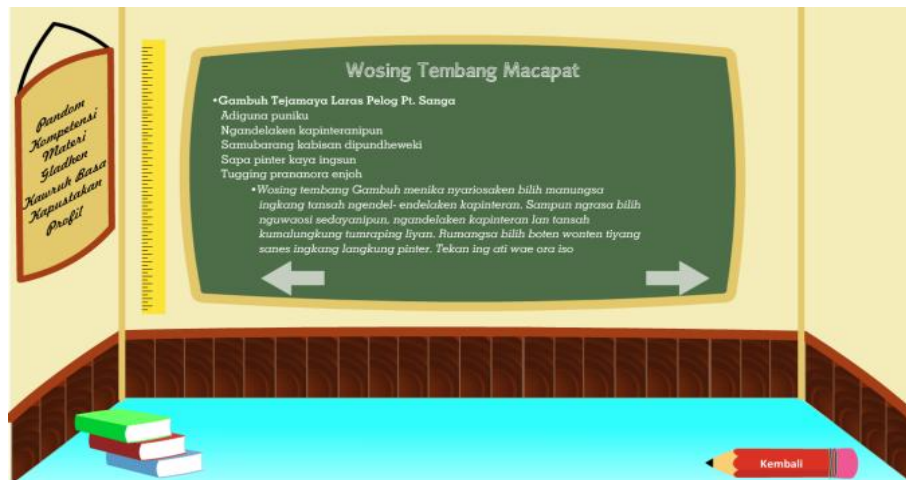 Pandom
Kompetensi
Materi
Gladhen
Kawruh Basa
Kapustakan
Profil
Wosing Tembang Macapat
•Gambuh Tejamaya Laras Pelog Pt. Sanga
Adiguna puniku
Ngandelaken kapinteranipun
Samubarang kabisan dipundheweki
Sapa pinter kaya ingsun
Tugging prananora enjoh
•Wosing tembang Gambuh menika nyariosaken bilih manungsa
ingkang tansah ngendel- endelaken kapinteran. Sampun ngrasa bilih
nguwaosi sedayanipun, ngandelaken kapinteran lan tansah
kumalungkung tumraping liyan. Rumangsa bilih boten wonten tiyang
sanes ingkang langkung pinter. Tekan ing ati wae ora iso
Kembali